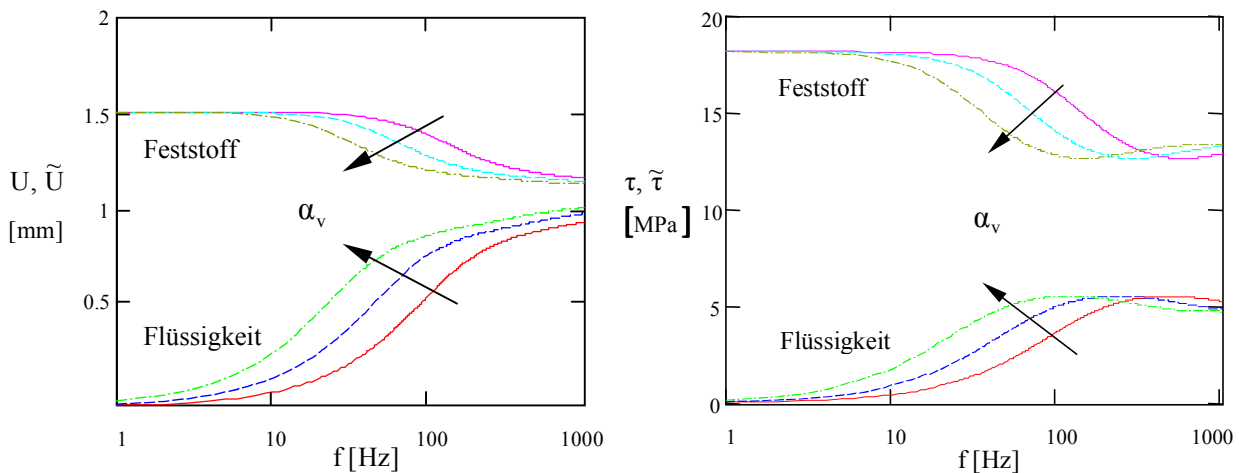 2
1.5
1
0.5
U, Ũ
[mm]
Feststoff
αv
Flüssigkeit
1 10 100 1000
f [Hz]
20
15
10
5
0
τ, τ̃
[MPa]
Feststoff
αv
Flüssigkeit
1 10 100 1000
f [Hz]